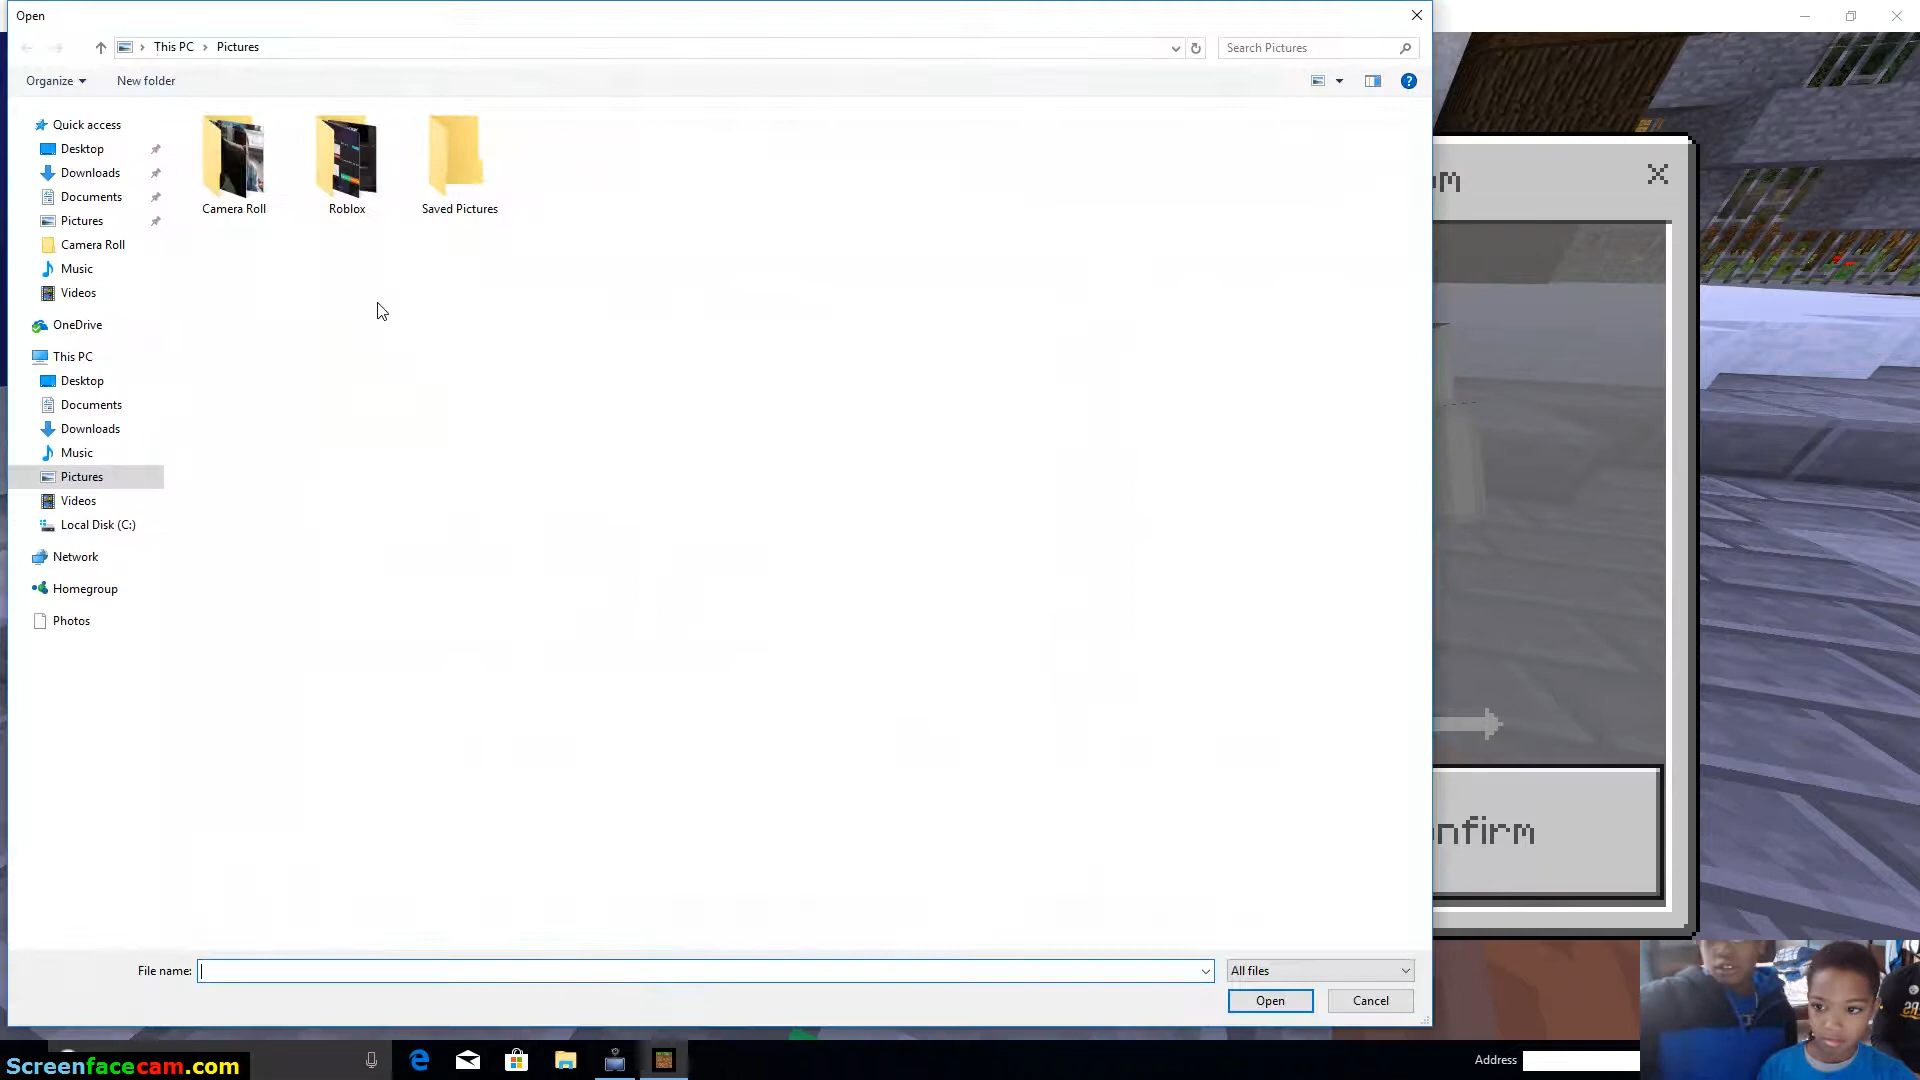 Open
This PC
Pictures
Search Pictures
Organize
New folder
Quick access
Desktop
Downloads
Documents
Pictures
Camera Roll
Music
Videos
OneDrive
This PC
Desktop
Documents
Downloads
Music
Pictures
Videos
Local Disk (C:)
Network
Homegroup
Photos
Camera Roll
Roblox
Saved Pictures
File name:
All files
Open
Cancel
nfirm
Address
Screenfacecam.com